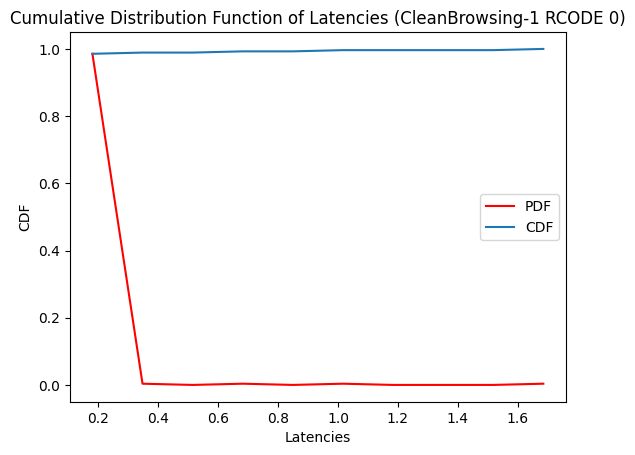 Cumulative Distribution Function of Latencies (CleanBrowsing-1 RCODE 0)
1.0
0.8
0.6
0.4
0.2
0.0
CDF
PDF
CDF
0.2 0.4 0.6 0.8 1.0 1.2 1.4 1.6
Latencies